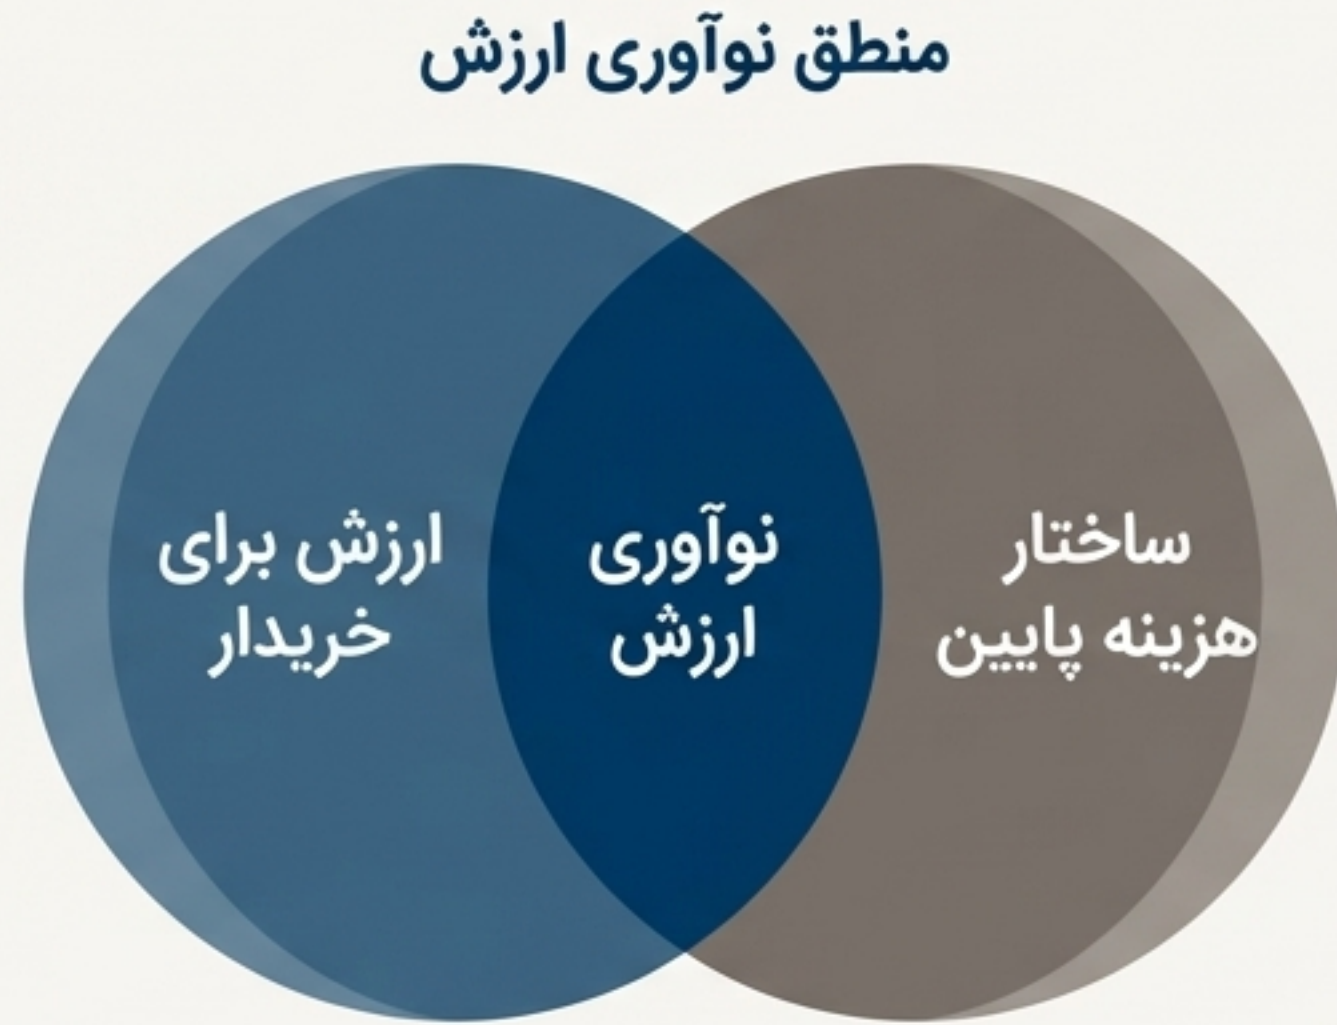 منطق نوآوری ارزش
ساختار
هزینه پایین
نوآوری
ارزش
ارزش برای
خریدار